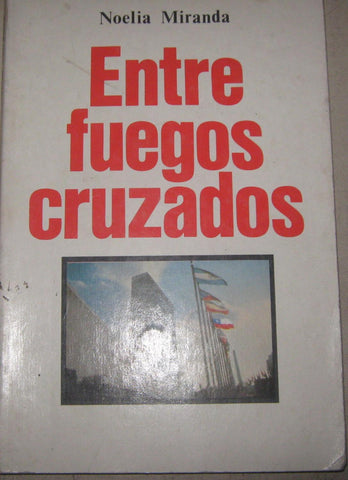 Noelia Miranda
Entre
fuegos
cruzados